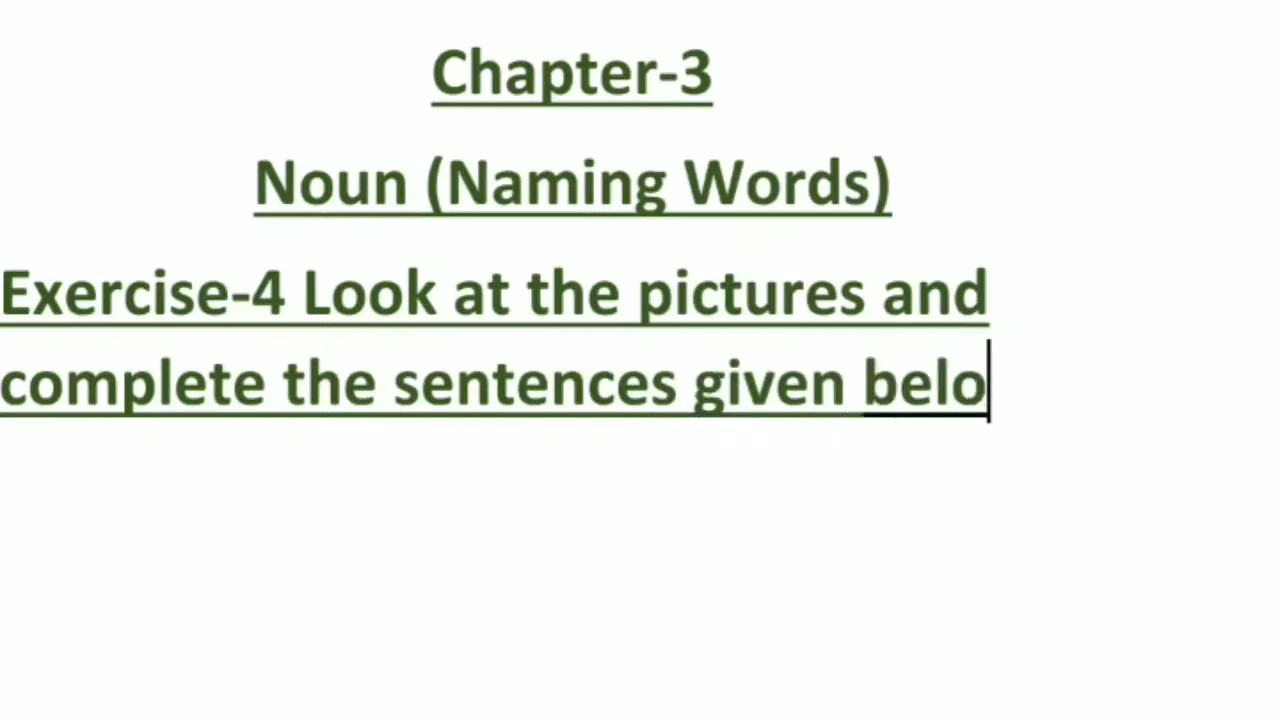 Chapter-3
Noun (Naming Words)
Exercise-4 Look at the pictures and
complete the sentences given belo